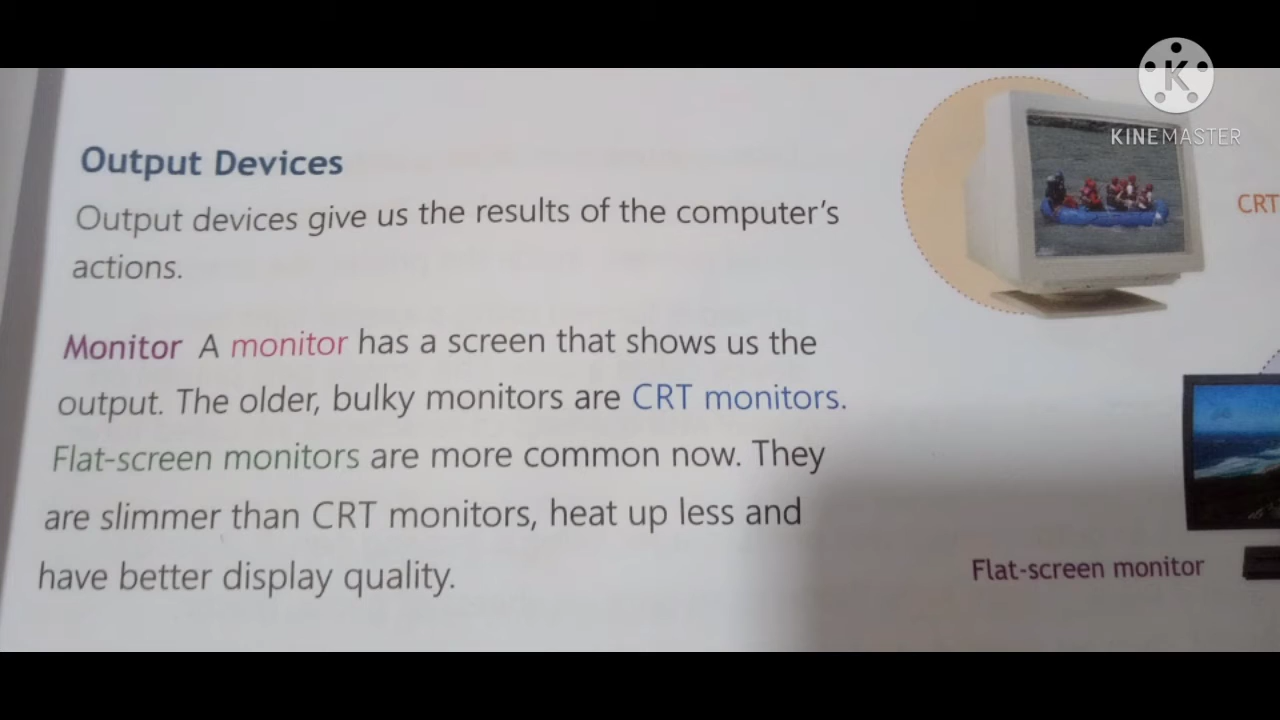 KINEMASTER
Output Devices
Output devices give us the results of the computer's
actions.
CRT
Monitor A monitor has a screen that shows us the
output. The older, bulky monitors are CRT monitors.
Flat-screen monitors are more common now. They
are slimmer than CRT monitors, heat up less and
have better display quality.
Flat-screen monitor